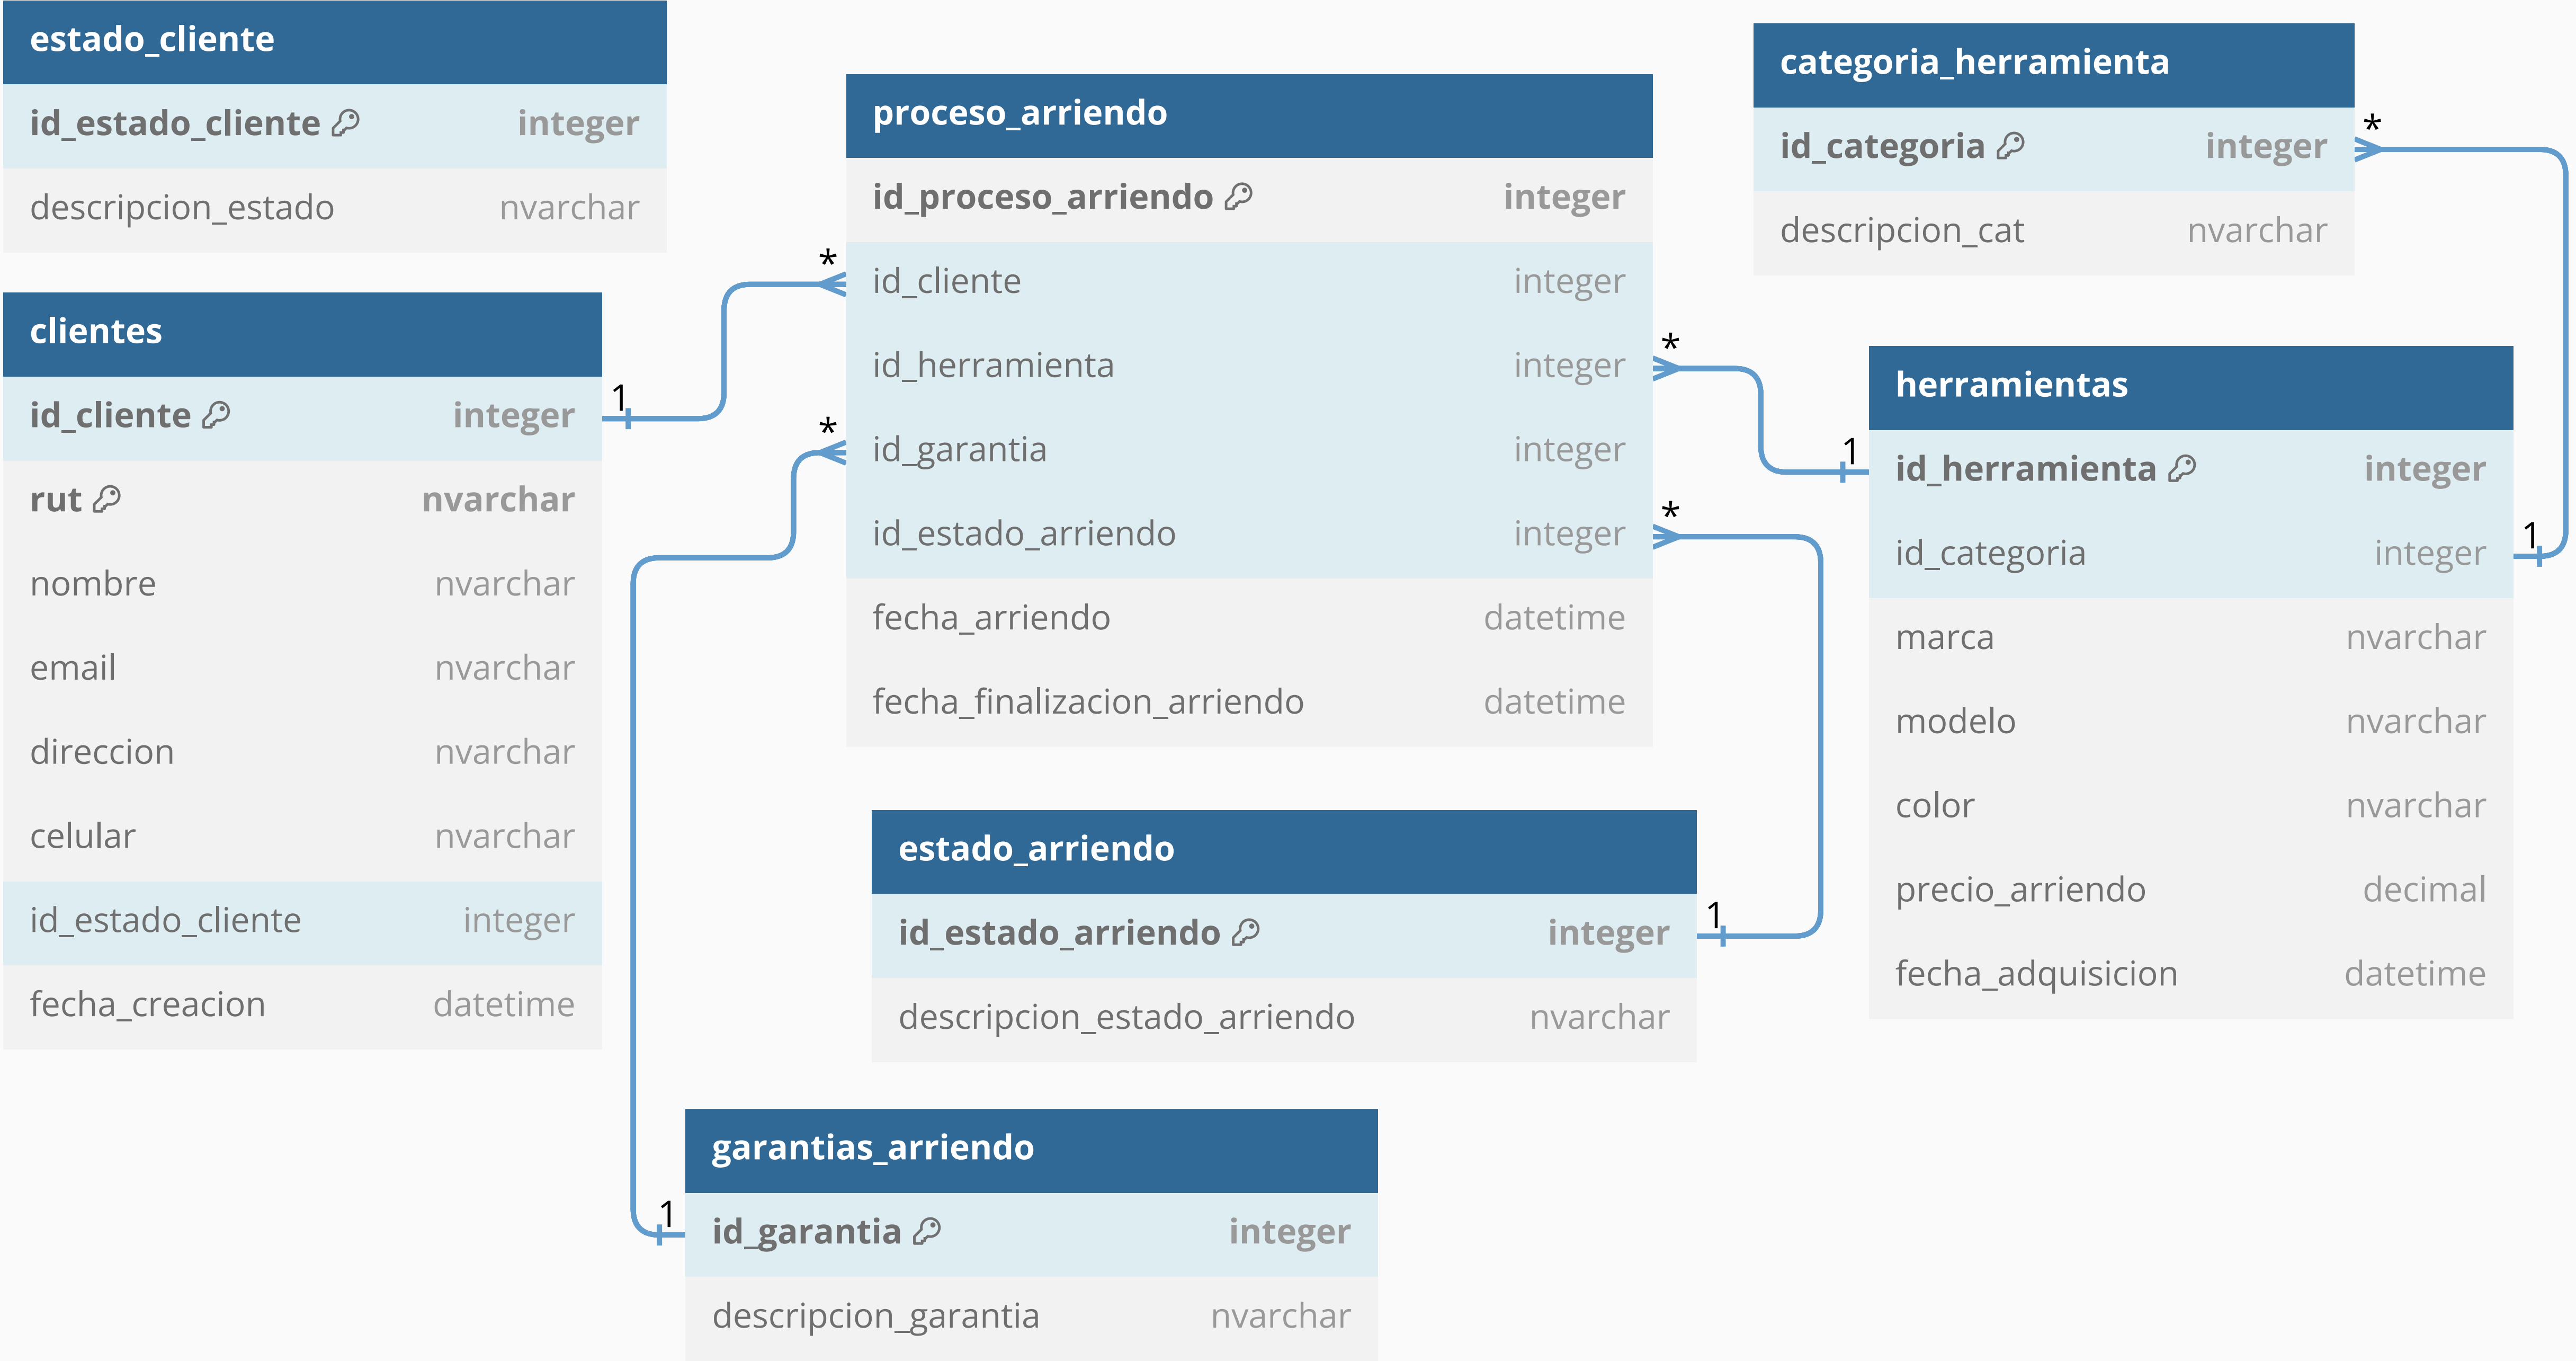 estado_cliente
id_estado_cliente integer
descripcion_estado nvarchar
clientes
id_cliente integer
1
rut nvarchar
nombre nvarchar
email nvarchar
direccion nvarchar
celular nvarchar
id_estado_cliente integer
fecha_creacion datetime
proceso_arriendo
id_proceso_arriendo integer
*
id_cliente integer
*
id_herramienta integer
*
id_garantia integer
*
id_estado_arriendo integer
fecha_arriendo datetime
fecha_finalizacion_arriendo datetime
estado_arriendo
id_estado_arriendo integer
1
descripcion_estado_arriendo nvarchar
garantias_arriendo
1
id_garantia integer
descripcion_garantia nvarchar
categoria_herramienta
*
id_categoria integer
descripcion_cat nvarchar
herramientas
1
id_herramienta integer
1
id_categoria integer
marca nvarchar
modelo nvarchar
color nvarchar
precio_arriendo decimal
fecha_adquisicion datetime